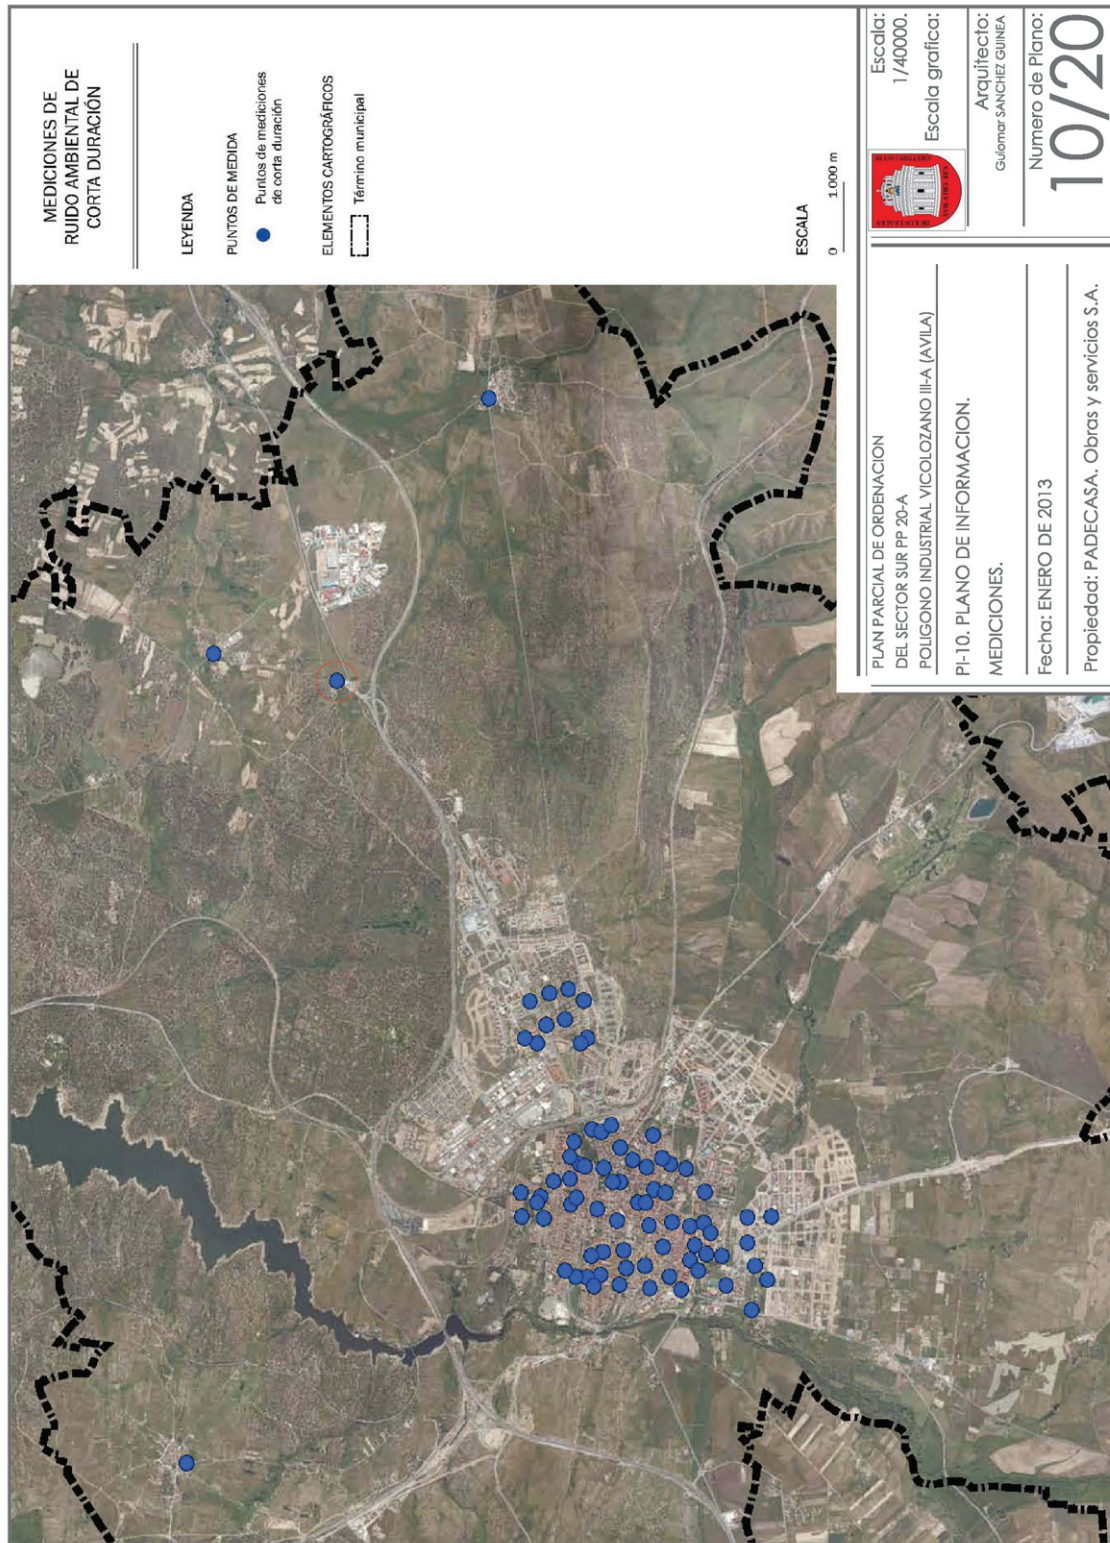 MEDICIONES DE
RUIDO AMBIENTAL DE
CORTA DURACIÓN
LEYENDA
PUNTOS DE MEDIDA
Puntos de mediciones
de corta duración
ELEMENTOS CARTOGRÁFICOS
Término municipal
ESCALA
0 1.000 m
PLAN PARCIAL DE ORDENACION
DEL SECTOR SUR PP 20-A
POLIGONO INDUSTRIAL VICOLOZANO III-A (AVILA)
PI-10. PLANO DE INFORMACION.
MEDICIONES.
Fecha: ENERO DE 2013
Propiedad: PADECASA. Obras y servicios S.A.
Escala:
1/40000.
Escala grafica:
Arquitecto:
Guiomar SANCHEZ GUINEA
Numero de Plano:
10/20